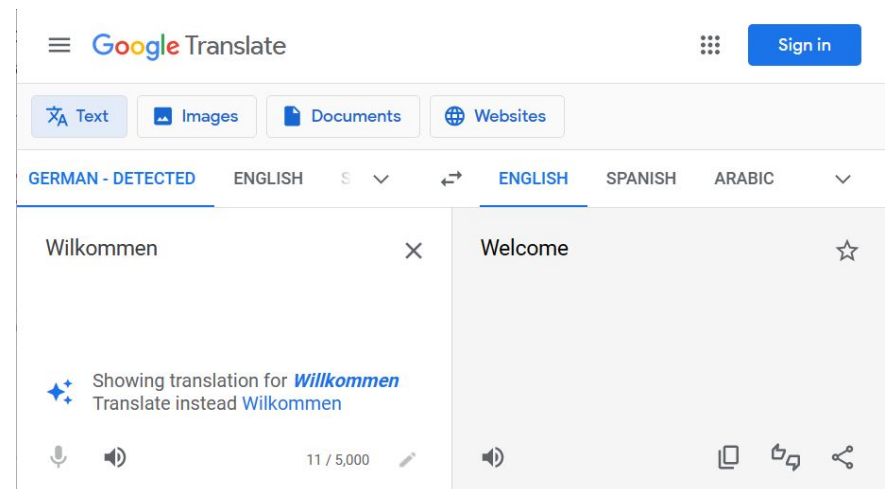 Google Translate
Sign in
Text Images Documents Websites
GERMAN - DETECTED ENGLISH S ENGLISH SPANISH ARABIC
Wilkommen Welcome
Showing translation for Willkommen
Translate instead Wilkommen
11 / 5,000